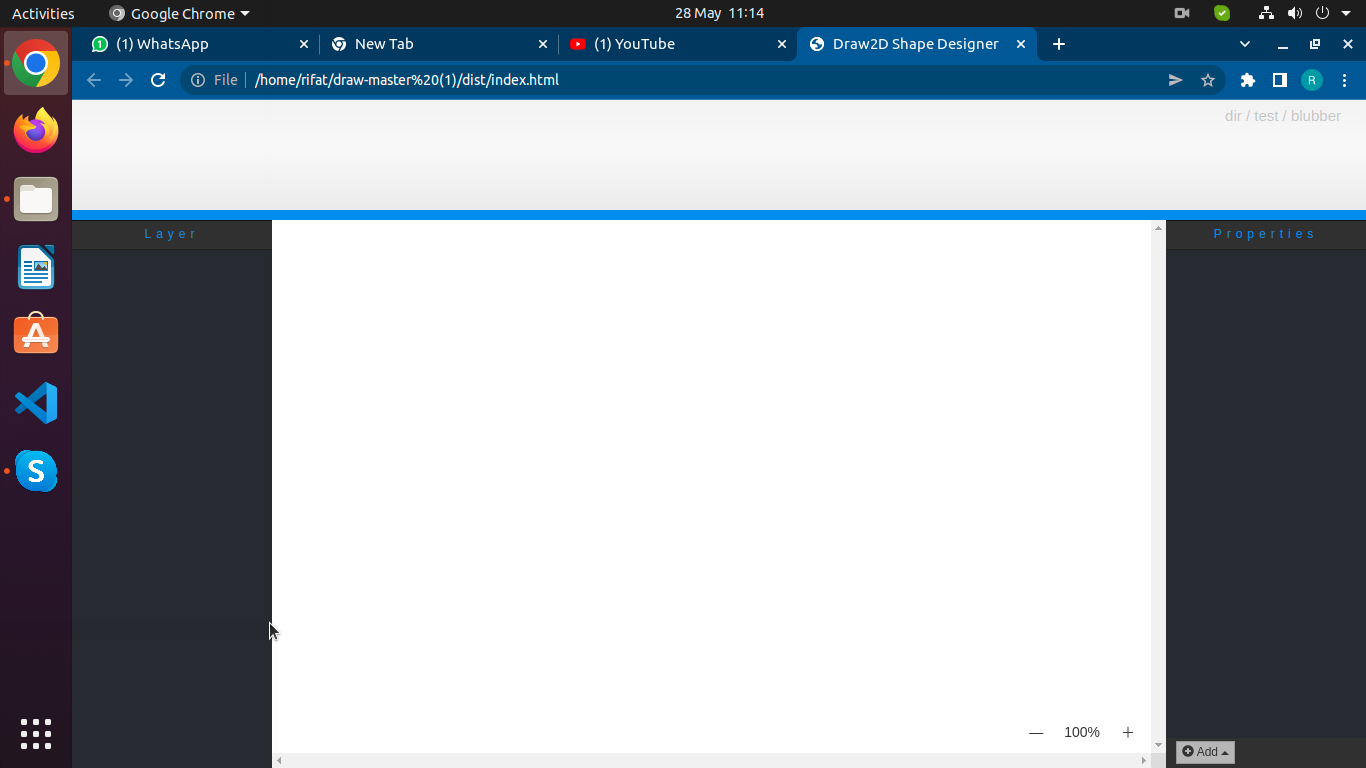 Activities
Google Chrome
28 May 11:14
(1) WhatsApp
New Tab
(1) YouTube
Draw2D Shape Designer
File
/home/rifat/draw-master%20(1)/dist/index.html
R
dir / test / blubber
Layer
Properties
— 100% +
Add